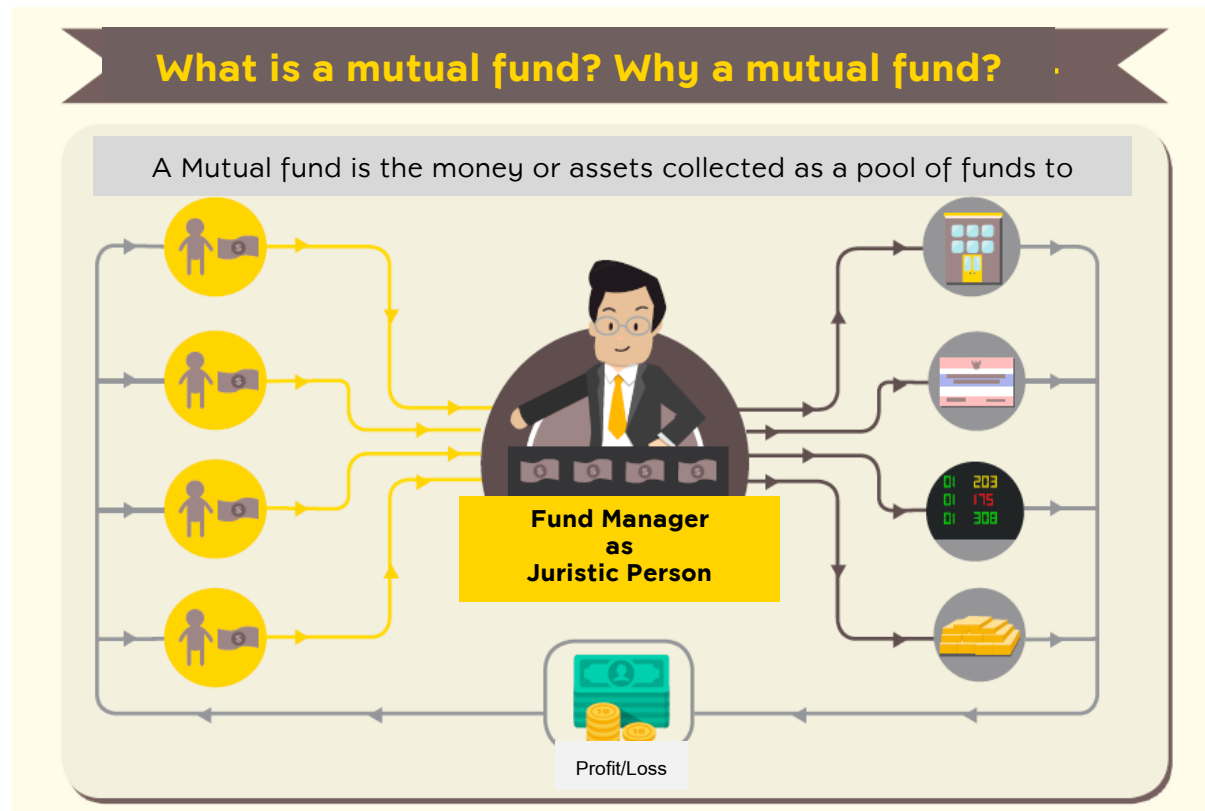 What is a mutual fund? Why a mutual fund?
A Mutual fund is the money or assets collected as a pool of funds to
01 203
01 175
01 308
Fund Manager
as
Juristic Person
Profit/Loss